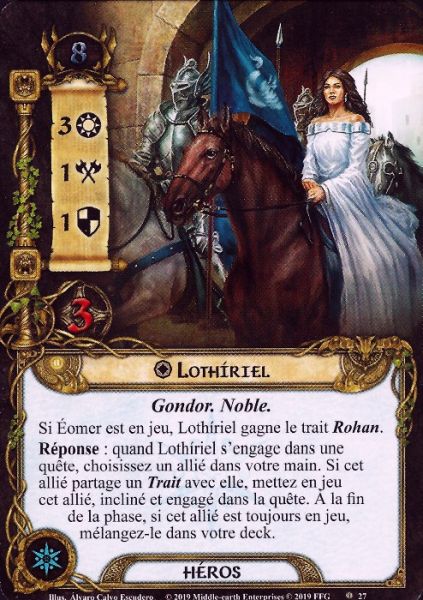 8
3
1
1
3
Lothíriel
Gondor. Noble.
Si Éomer est en jeu, Lothíriel gagne le trait Rohan.
Réponse : quand Lothíriel s'engage dans une
quête, choisissez un allié dans votre main. Si cet
allié partage un Trait avec elle, mettez en jeu
cet allié, incliné et engagé dans la quête. À la fin
de la phase, si cet allié est toujours en jeu,
mélangez-le dans votre deck.
HÉROS
Illus. Álvaro Calvo Escudero © 2019 Middle-earth Enterprises © 2019 FFG 27